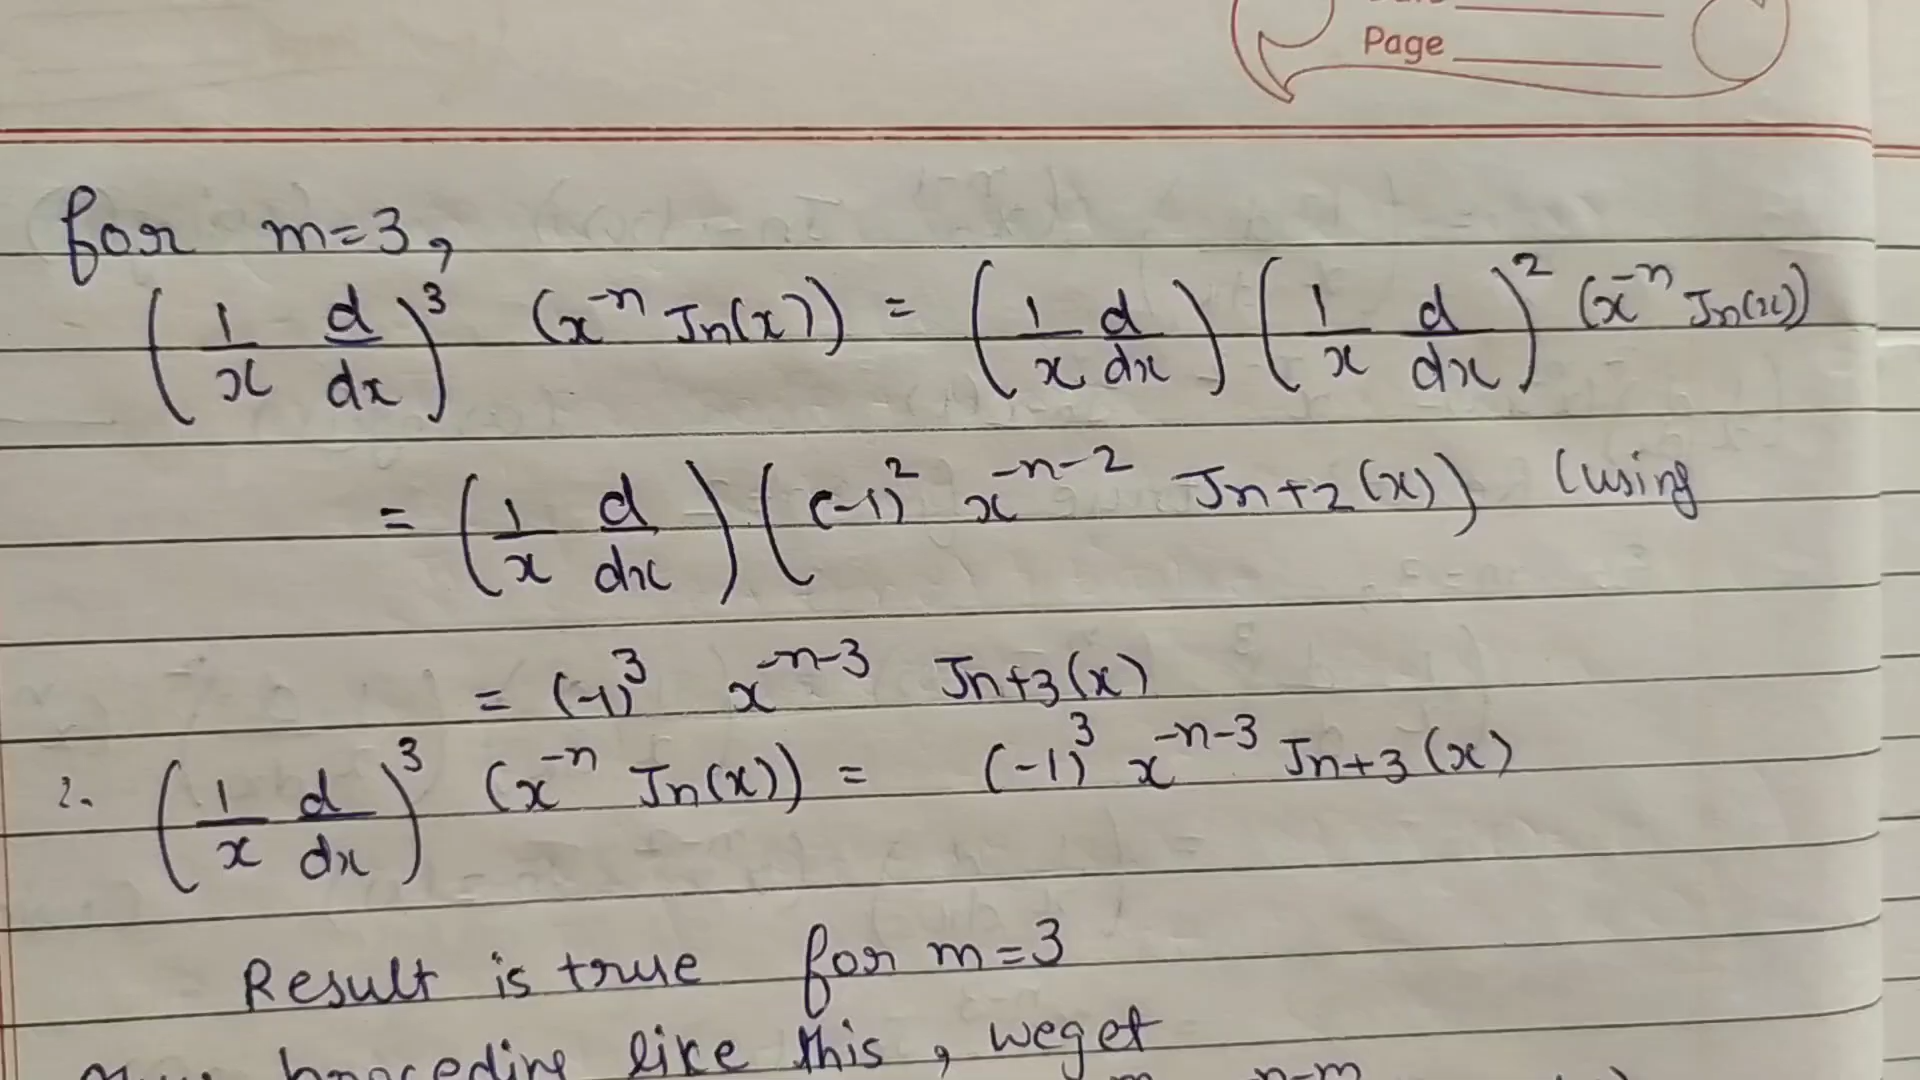 Page
for m=3,
(1/x d/dx)^3 (x^-n Jn(x)) = (1/x d/dx) (1/x d/dx)^2 (x^-n Jn(x))
= (1/x d/dx) ((-1)^2 x^-n-2 Jn+2(x)) (using
= (-1)^3 x^-n-3 Jn+3(x)
(1/x d/dx)^3 (x^-n Jn(x)) = (-1)^3 x^-n-3 Jn+3(x)
Result is true for m=3
like this, we get